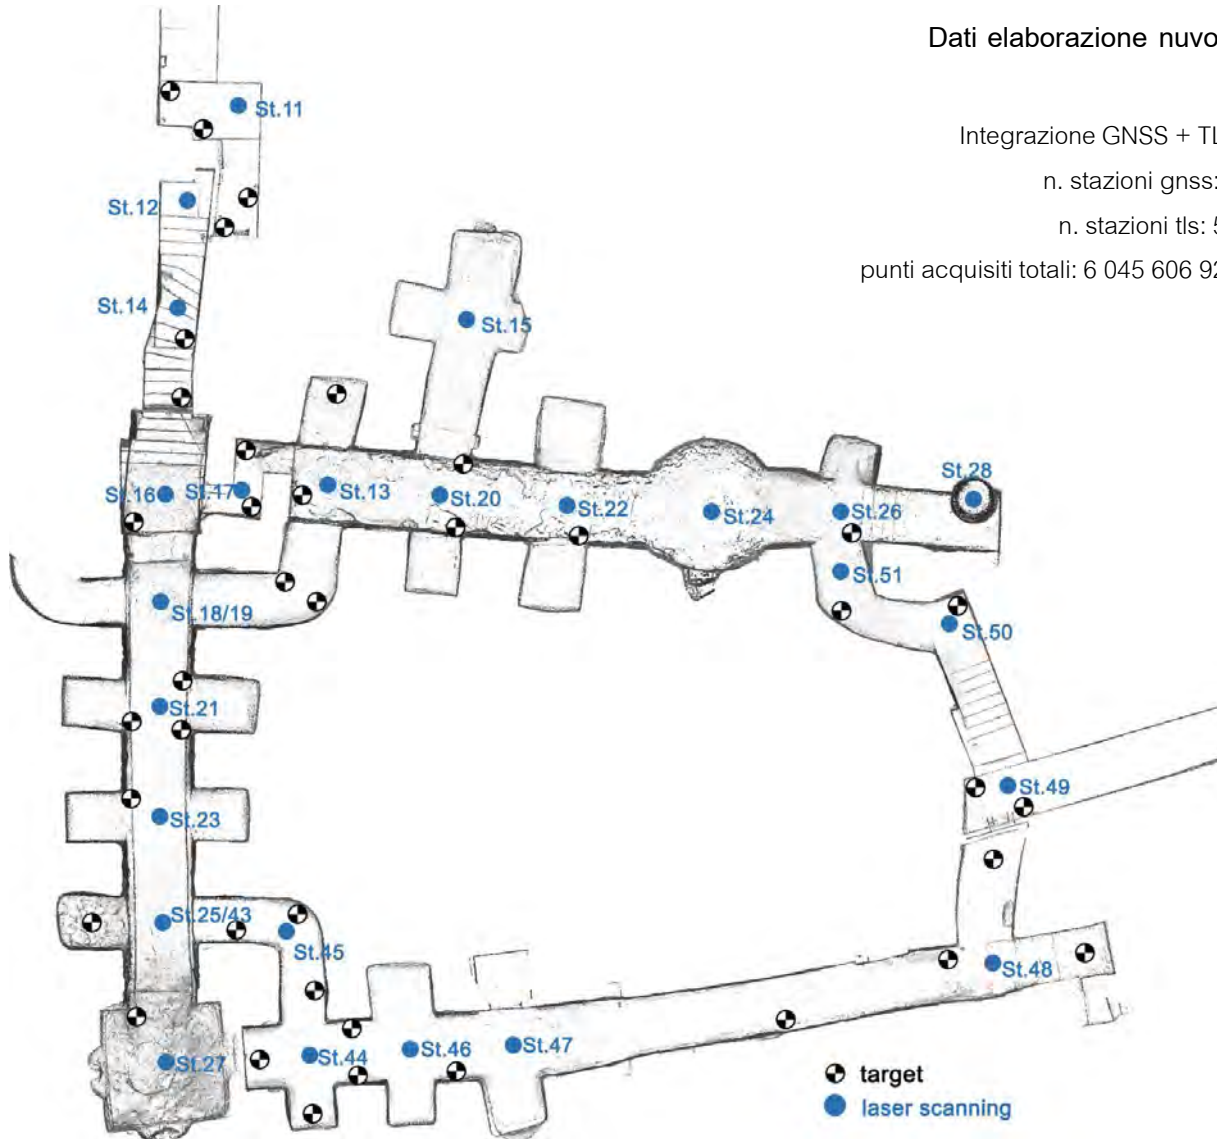 Dati elaborazione nuvo
Integrazione GNSS + TL
n. stazioni gnss:
n. stazioni tls: 5
punti acquisiti totali: 6 045 606 92
St.11
St.12
St.14
St.15
St.16
St.17
St.13
St.20
St.22
St.24
St.26
St.28
St.51
St.18/19
St.50
St.21
St.49
St.23
St.25/43
St.45
St.48
St.27
St.44
St.46
St.47
target
laser scanning